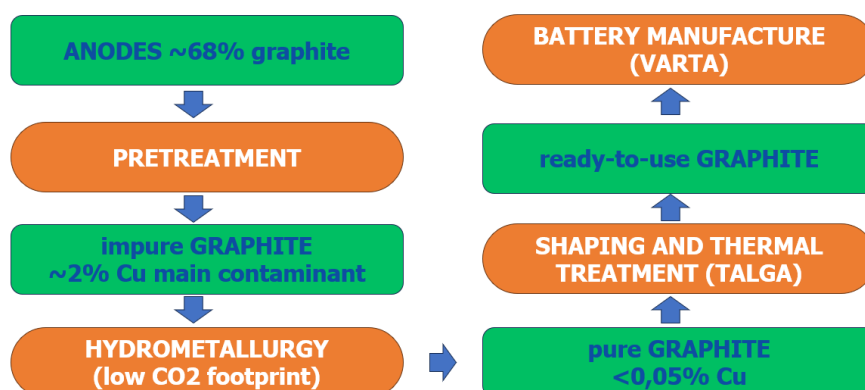 ANODES ~68% graphite
PRETREATMENT
impure GRAPHITE
~2% Cu main contaminant
HYDROMETALLURGY
(low CO2 footprint)
pure GRAPHITE
<0,05% Cu
SHAPING AND THERMAL
TREATMENT (TALGA)
ready-to-use GRAPHITE
BATTERY MANUFACTURE
(VARTA)